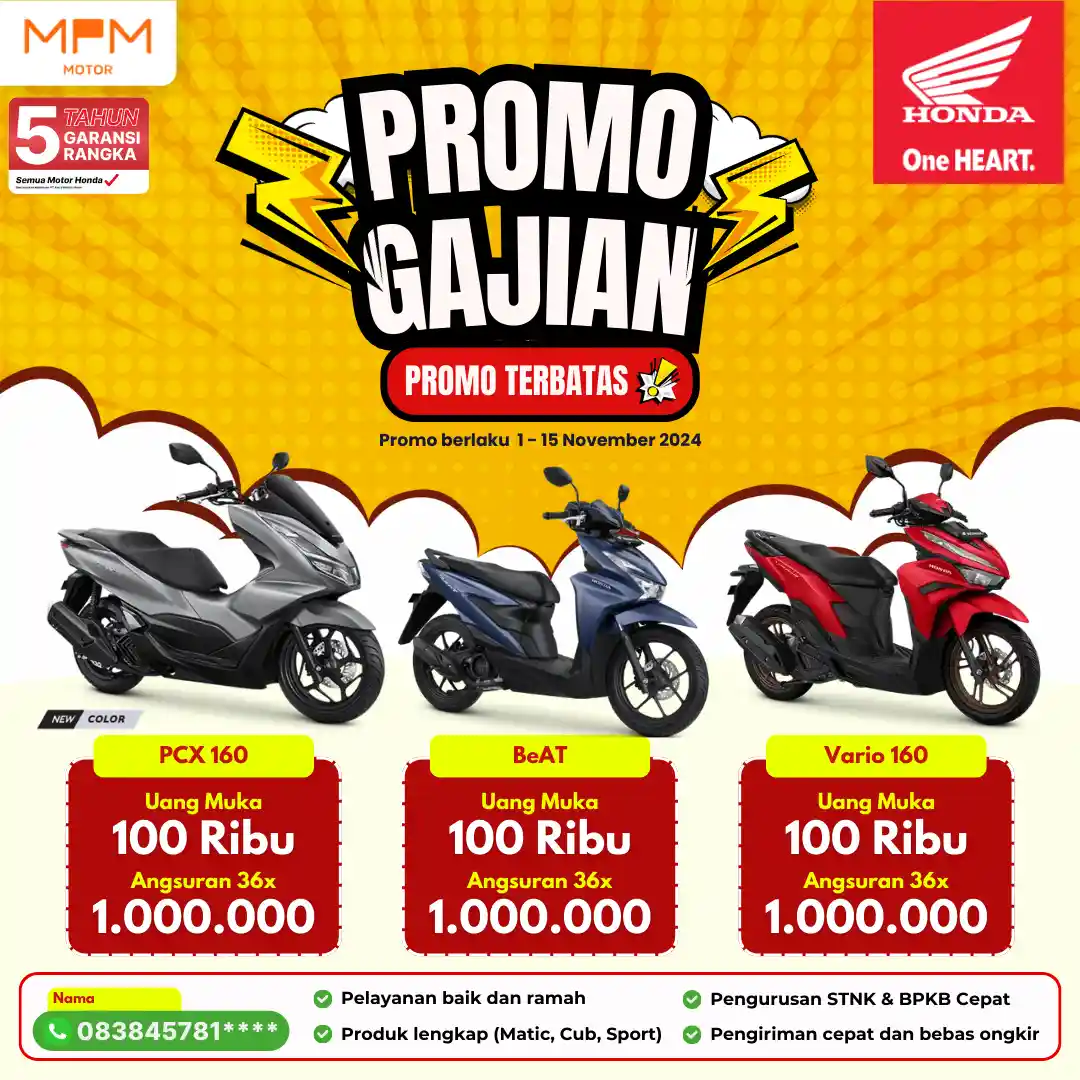 MPM
MOTOR
5 TAHUN
GARANSI
RANGKA
Semua Motor Honda
HONDA
One HEART.
PROMO
GAJIAN
PROMO TERBATAS
Promo berlaku 1 - 15 November 2024
NEW COLOR
PCX 160
Uang Muka
100 Ribu
Angsuran 36x
1.000.000
BeAT
Uang Muka
100 Ribu
Angsuran 36x
1.000.000
Vario 160
Uang Muka
100 Ribu
Angsuran 36x
1.000.000
Nama
083845781****
Pelayanan baik dan ramah
Produk lengkap (Matic, Cub, Sport)
Pengurusan STNK & BPKB Cepat
Pengiriman cepat dan bebas ongkir